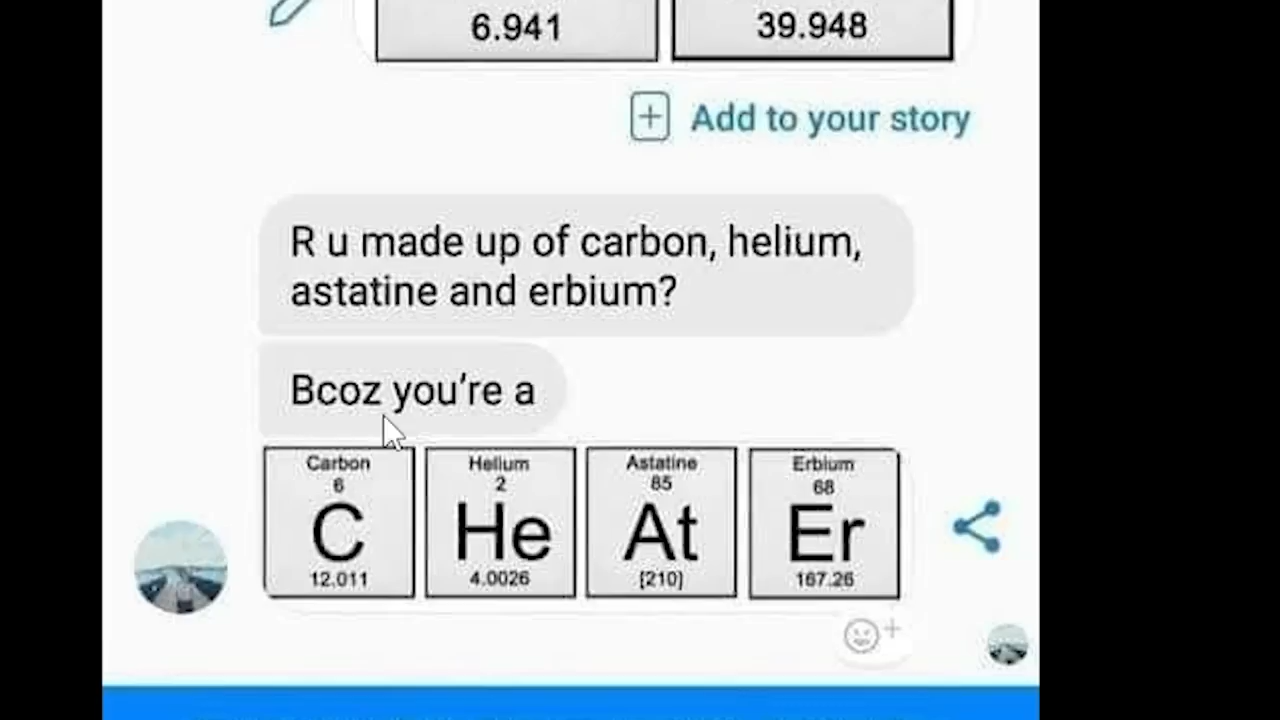 6.941
39.948
Add to your story
R u made up of carbon, helium,
astatine and erbium?
Bcoz you're a
Carbon
6
C
12.011
Helium
2
He
4.0026
Astatine
85
At
[210]
Erbium
68
Er
167.26